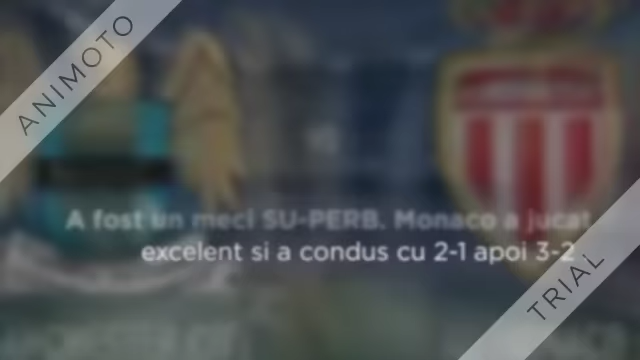 ANIMOTO
A fost un meci SU-PERB. Monaco a jucat
excelent si a condus cu 2-1 apoi 3-2
TRIAL